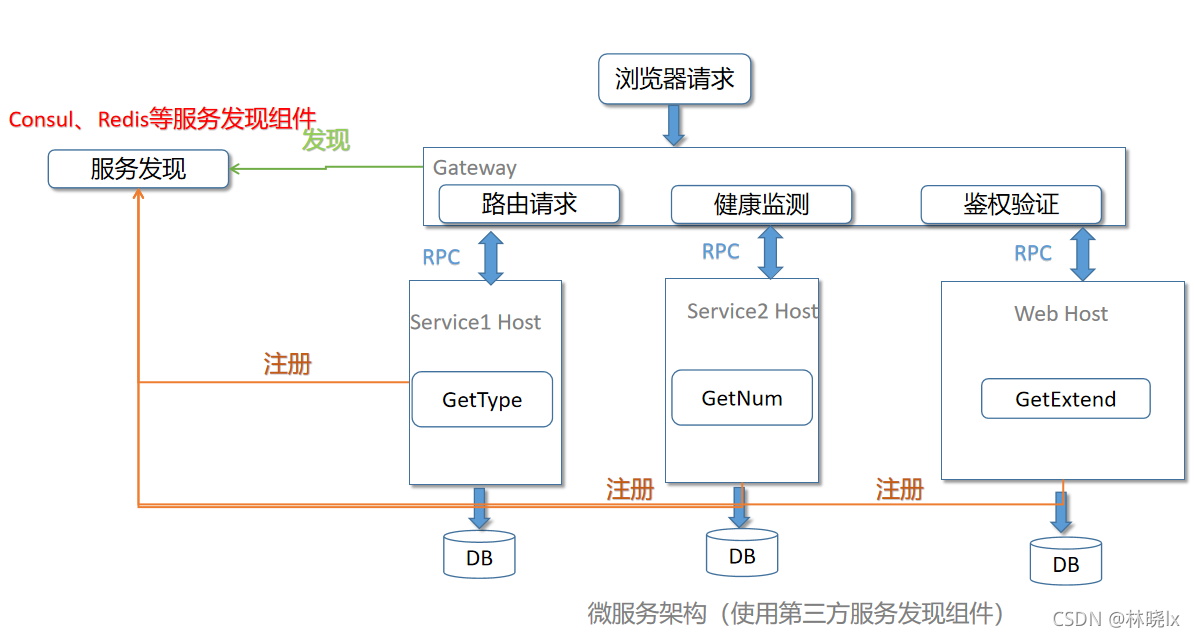 浏览器请求
Consul、Redis等服务发现组件
发现
服务发现
Gateway
路由请求
健康监测
鉴权验证
RPC
RPC
RPC
Service1 Host
Service2 Host
Web Host
注册
GetType
GetNum
GetExtend
注册
注册
DB
DB
DB
微服务架构（使用第三方服务发现组件）
CSDN @林晓lx